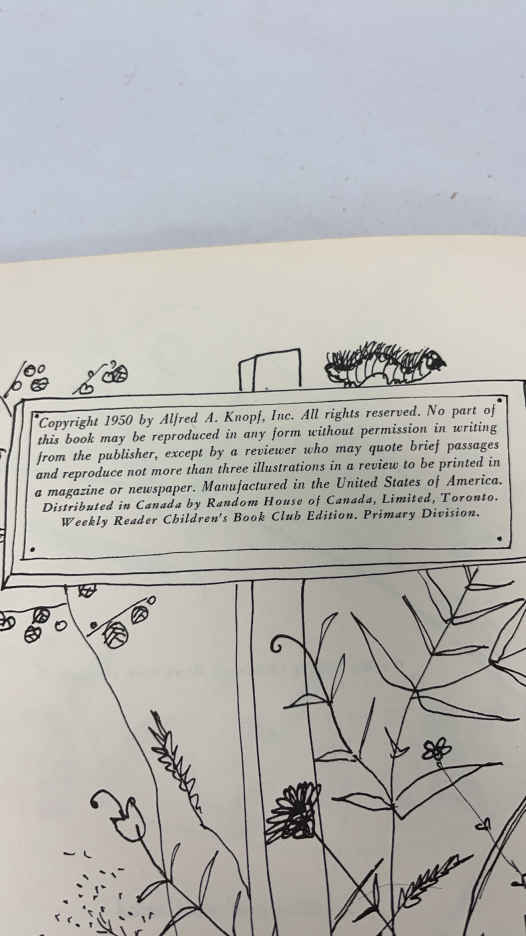 Copyright 1950 by Alfred A. Knopf, Inc. All rights reserved. No part of
this book may be reproduced in any form without permission in writing
from the publisher, except by a reviewer who may quote brief passages
and reproduce not more than three illustrations in a review to be printed in
a magazine or newspaper. Manufactured in the United States of America.
Distributed in Canada by Random House of Canada, Limited, Toronto.
Weekly Reader Children's Book Club Edition. Primary Division.